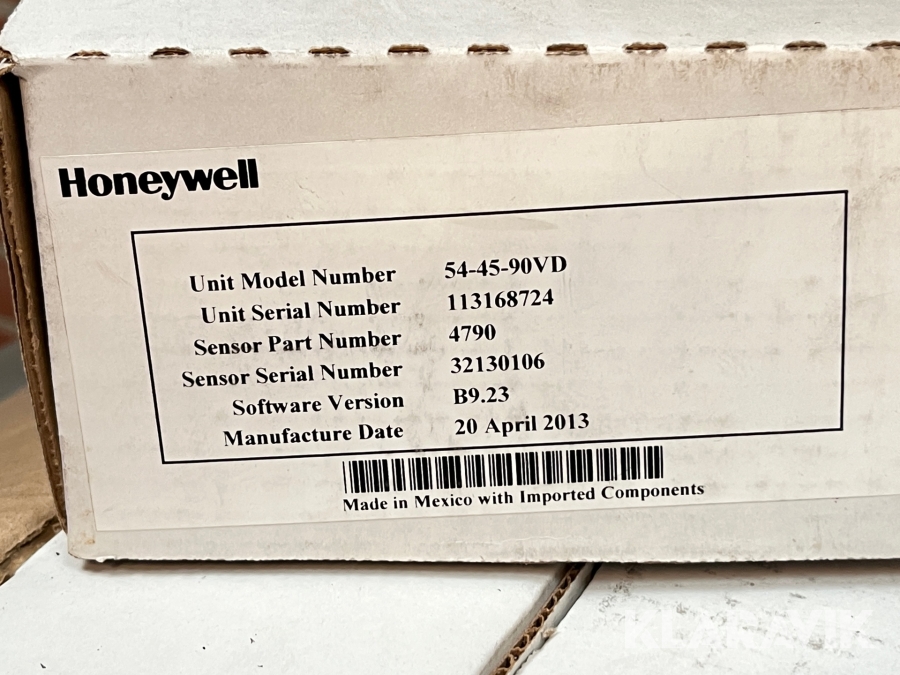 Honeywell
Unit Model Number 54-45-90VD
Unit Serial Number 113168724
Sensor Part Number 4790
Sensor Serial Number 32130106
Software Version B9.23
Manufacture Date 20 April 2013
Made in Mexico with Imported Components
KLARAVIK